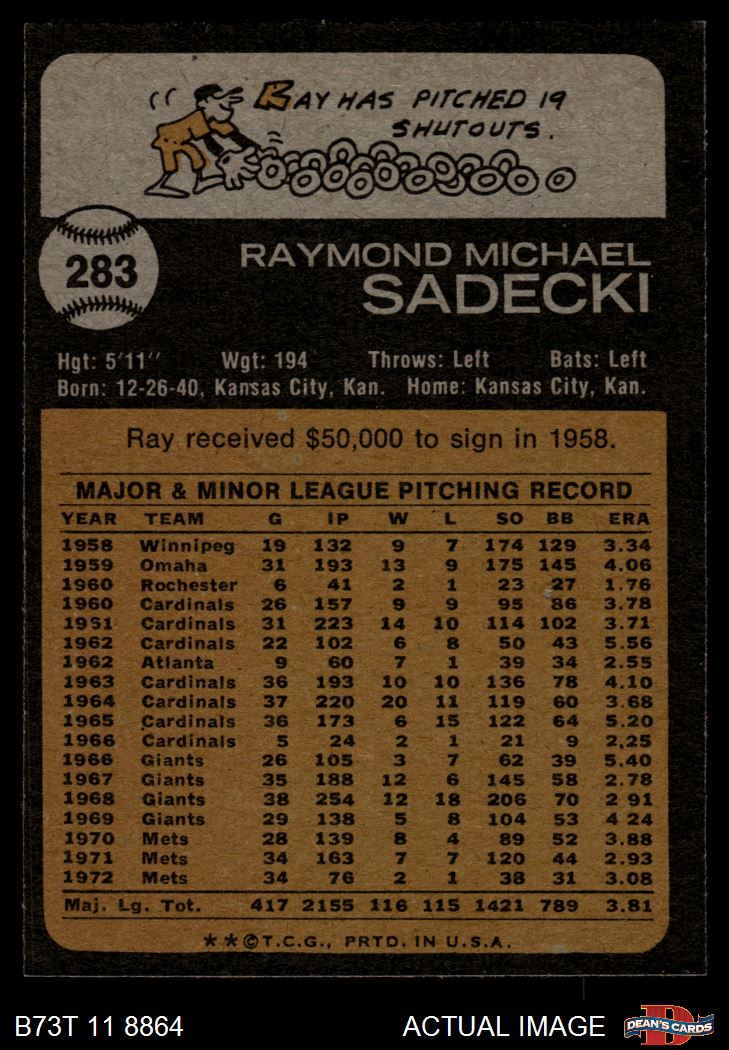 RAY HAS PITCHED 19
SHUTOUTS.
283
RAYMOND MICHAEL
SADECKI
Hgt: 5'11" Wgt: 194 Throws: Left Bats: Left
Born: 12-26-40, Kansas City, Kan. Home: Kansas City, Kan.
Ray received $50,000 to sign in 1958.
MAJOR & MINOR LEAGUE PITCHING RECORD
YEAR TEAM G IP W L SO BB ERA
1958 Winnipeg 19 132 9 7 174 129 3.34
1959 Omaha 31 193 13 9 175 145 4.06
1960 Rochester 6 41 2 1 23 27 1.76
1960 Cardinals 26 157 9 9 95 86 3.78
1951 Cardinals 31 223 14 10 114 102 3.71
1962 Cardinals 22 102 6 8 50 43 5.56
1962 Atlanta 9 60 7 1 39 34 2.55
1963 Cardinals 36 193 10 10 136 78 4.10
1964 Cardinals 37 220 20 11 119 60 3.68
1965 Cardinals 36 173 6 15 122 64 5.20
1966 Cardinals 5 24 2 1 21 9 2,25
1966 Giants 26 105 3 7 62 39 5.40
1967 Giants 35 188 12 6 145 58 2.78
1968 Giants 38 254 12 18 206 70 2 91
1969 Giants 29 138 5 8 104 53 4 24
1970 Mets 28 139 8 4 89 52 3.88
1971 Mets 34 163 7 7 120 44 2.93
1972 Mets 34 76 2 1 38 31 3.08
Maj. Lg. Tot. 417 2155 116 115 1421 789 3.81
★★©T.C.G., PRTD. IN U.S.A.
B73T 11 8864 ACTUAL IMAGE D DEAN'S CARDS